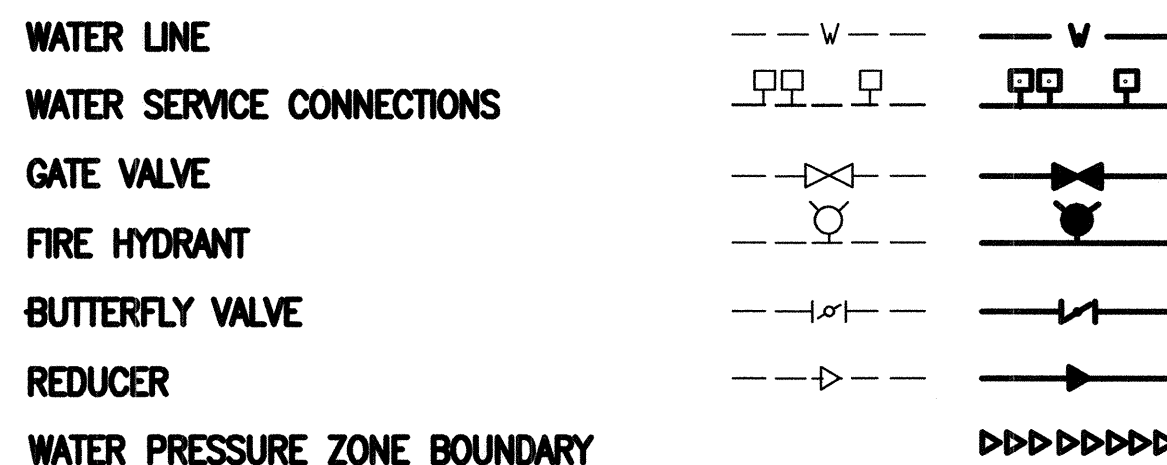 WATER LINE W W
WATER SERVICE CONNECTIONS
GATE VALVE
FIRE HYDRANT
BUTTERFLY VALVE
REDUCER
WATER PRESSURE ZONE BOUNDARY